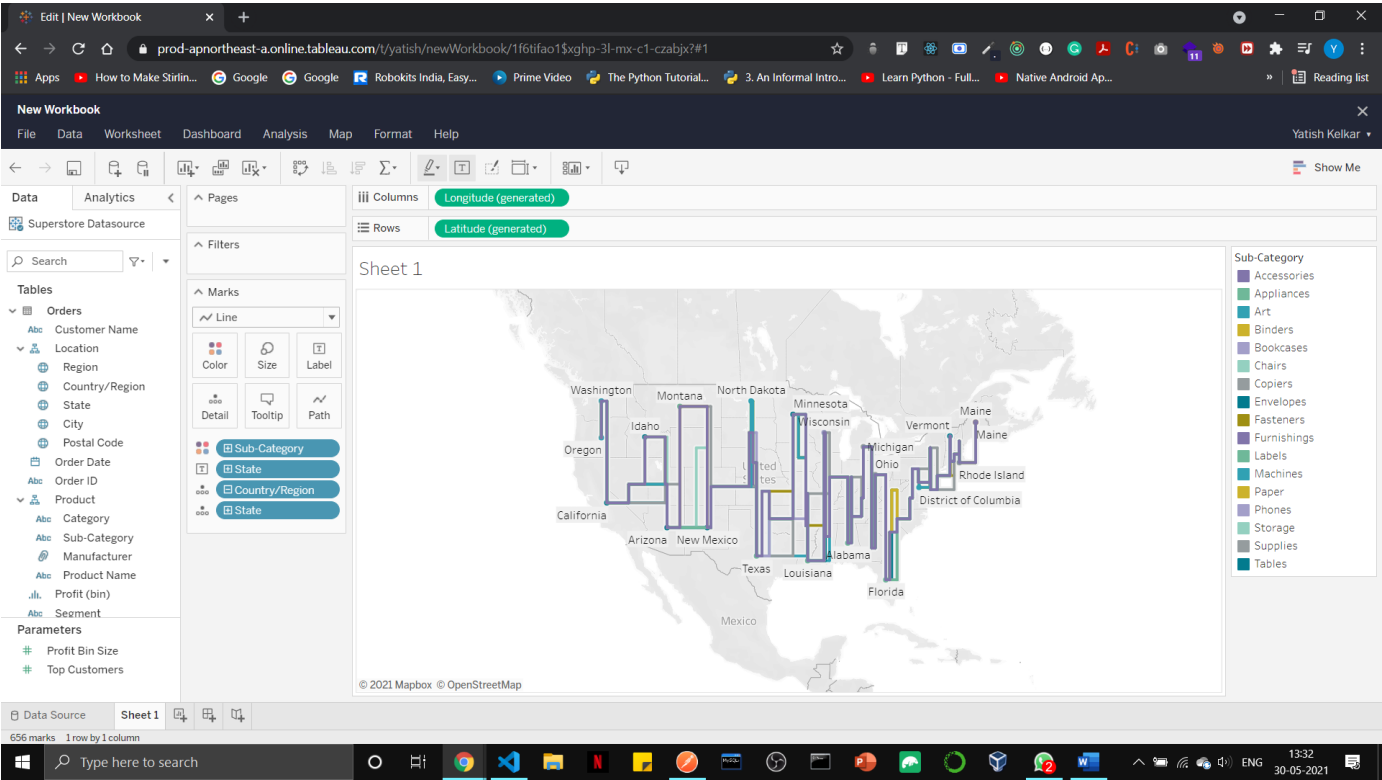 Edit | New Workbook
prod-apnortheast-a.online.tableau.com/t/yatish/newWorkbook/1f6tifao1$xghp-3l-mx-c1-czabjx?#1
11
Y
Apps How to Make Stirlin... Google Google Robokits India, Easy... Prime Video The Python Tutorial... 3. An Informal Intro... Learn Python - Full... Native Android Ap... » Reading list
New Workbook
File Data Worksheet Dashboard Analysis Map Format Help Yatish Kelkar
Show Me
Data Analytics
Superstore Datasource
Search
Tables
Orders
Abc Customer Name
Location
Region
Country/Region
State
City
Postal Code
Order Date
Abc Order ID
Product
Abc Category
Abc Sub-Category
Manufacturer
Abc Product Name
Profit (bin)
Abc Segment
Parameters
# Profit Bin Size
# Top Customers
Pages
Filters
Marks
Line
Color Size Label
Detail Tooltip Path
Sub-Category
State
Country/Region
State
Columns Longitude (generated)
Rows Latitude (generated)
Sheet 1
Washington
Montana
North Dakota
Minnesota
Wisconsin
Idaho
Oregon
Michigan
Ohio
Vermont
Maine
Maine
Rhode Island
District of Columbia
California
Arizona
New Mexico
Texas
Louisiana
Alabama
Florida
Mexico
© 2021 Mapbox © OpenStreetMap
Sub-Category
Accessories
Appliances
Art
Binders
Bookcases
Chairs
Copiers
Envelopes
Fasteners
Furnishings
Labels
Machines
Paper
Phones
Storage
Supplies
Tables
Data Source Sheet 1
656 marks 1 row by 1 column
Type here to search
ENG
13:32
30-05-2021